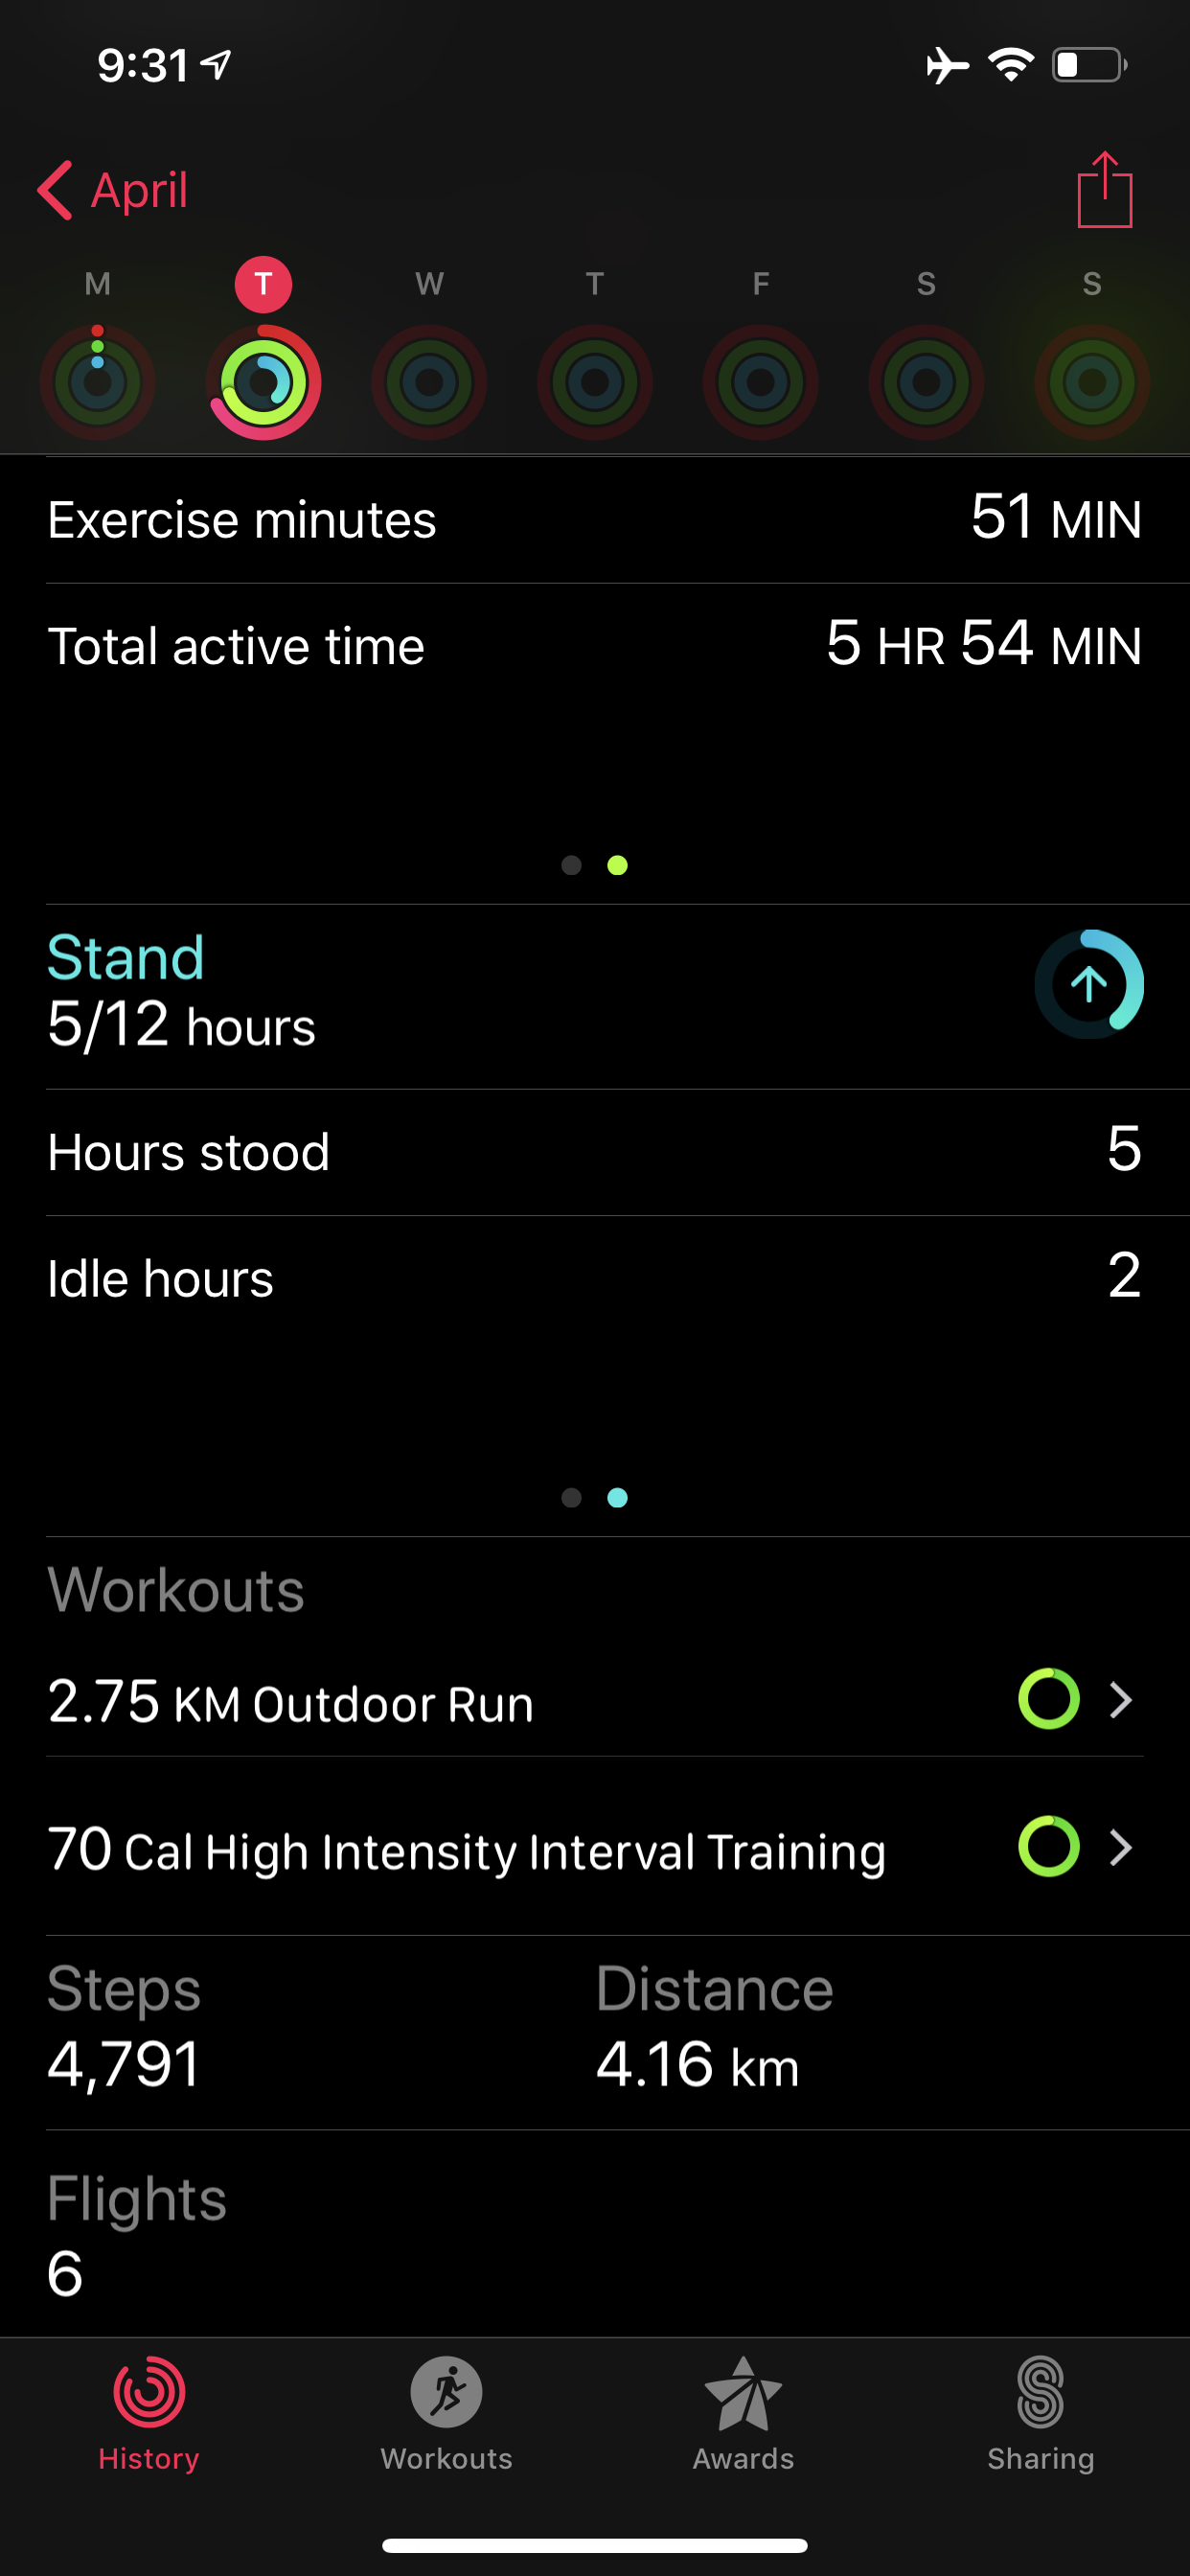 9:31
April
M T W T F S S
Exercise minutes 51 MIN
Total active time 5 HR 54 MIN
Stand
5/12 hours
Hours stood 5
Idle hours 2
Workouts
2.75 KM Outdoor Run
70 Cal High Intensity Interval Training
Steps Distance
4,791 4.16 km
Flights
6
History Workouts Awards Sharing